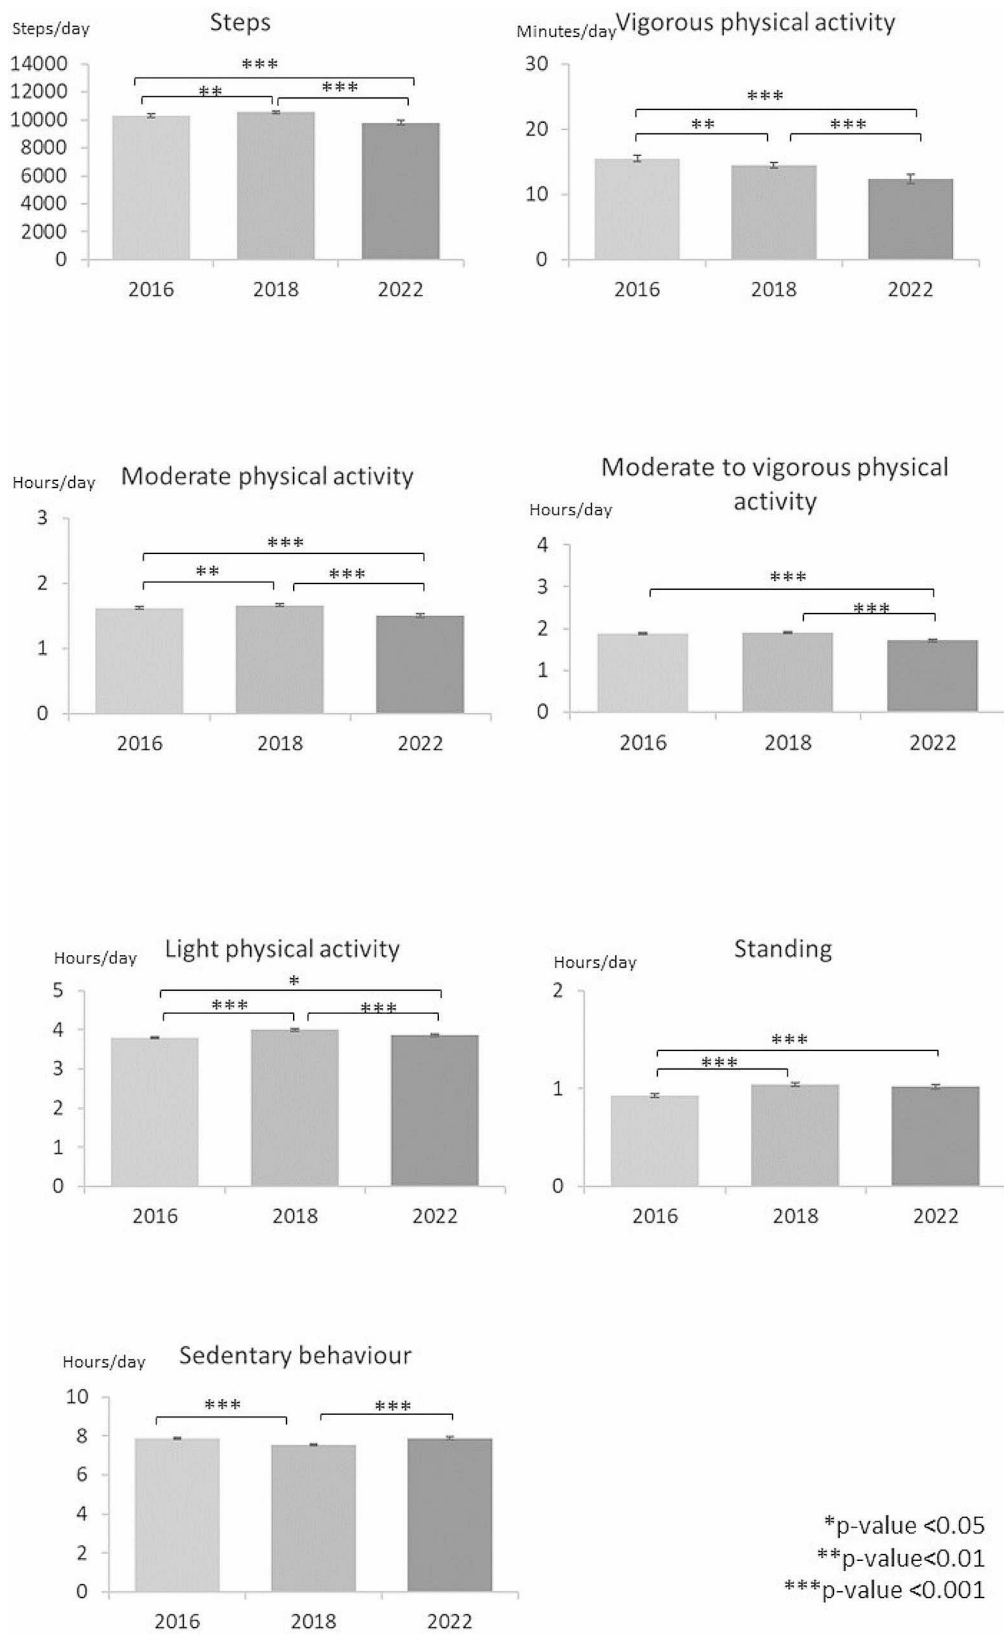 Steps
Steps/day
14000
12000
10000
8000
6000
4000
2000
0
***
**
***
2016 2018 2022
Vigorous physical activity
Minutes/day
30
20
10
0
***
**
***
2016 2018 2022
Moderate physical activity
Hours/day
3
2
1
0
***
**
***
2016 2018 2022
Moderate to vigorous physical
activity
Hours/day
4
3
2
1
0
***
***
2016 2018 2022
Light physical activity
Hours/day
5
4
3
2
1
0
*
***
***
2016 2018 2022
Standing
Hours/day
2
1
0
***
***
2016 2018 2022
Sedentary behaviour
Hours/day
10
8
6
4
2
0
***
***
2016 2018 2022
*p-value <0.05
**p-value<0.01
***p-value <0.001